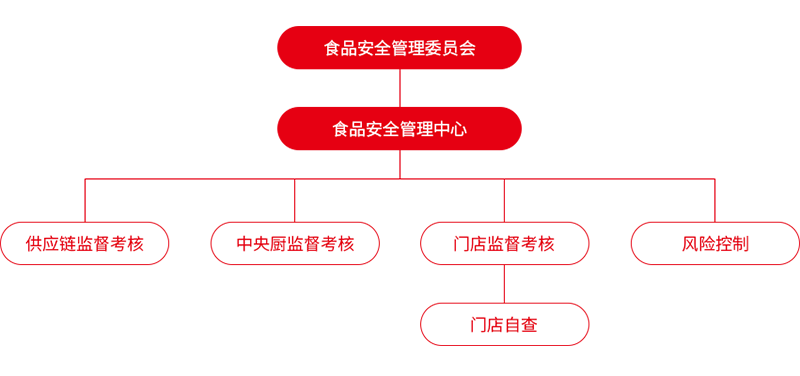 食品安全管理委员会
食品安全管理中心
供应链监督考核
中央厨监督考核
门店监督考核
风险控制
门店自查